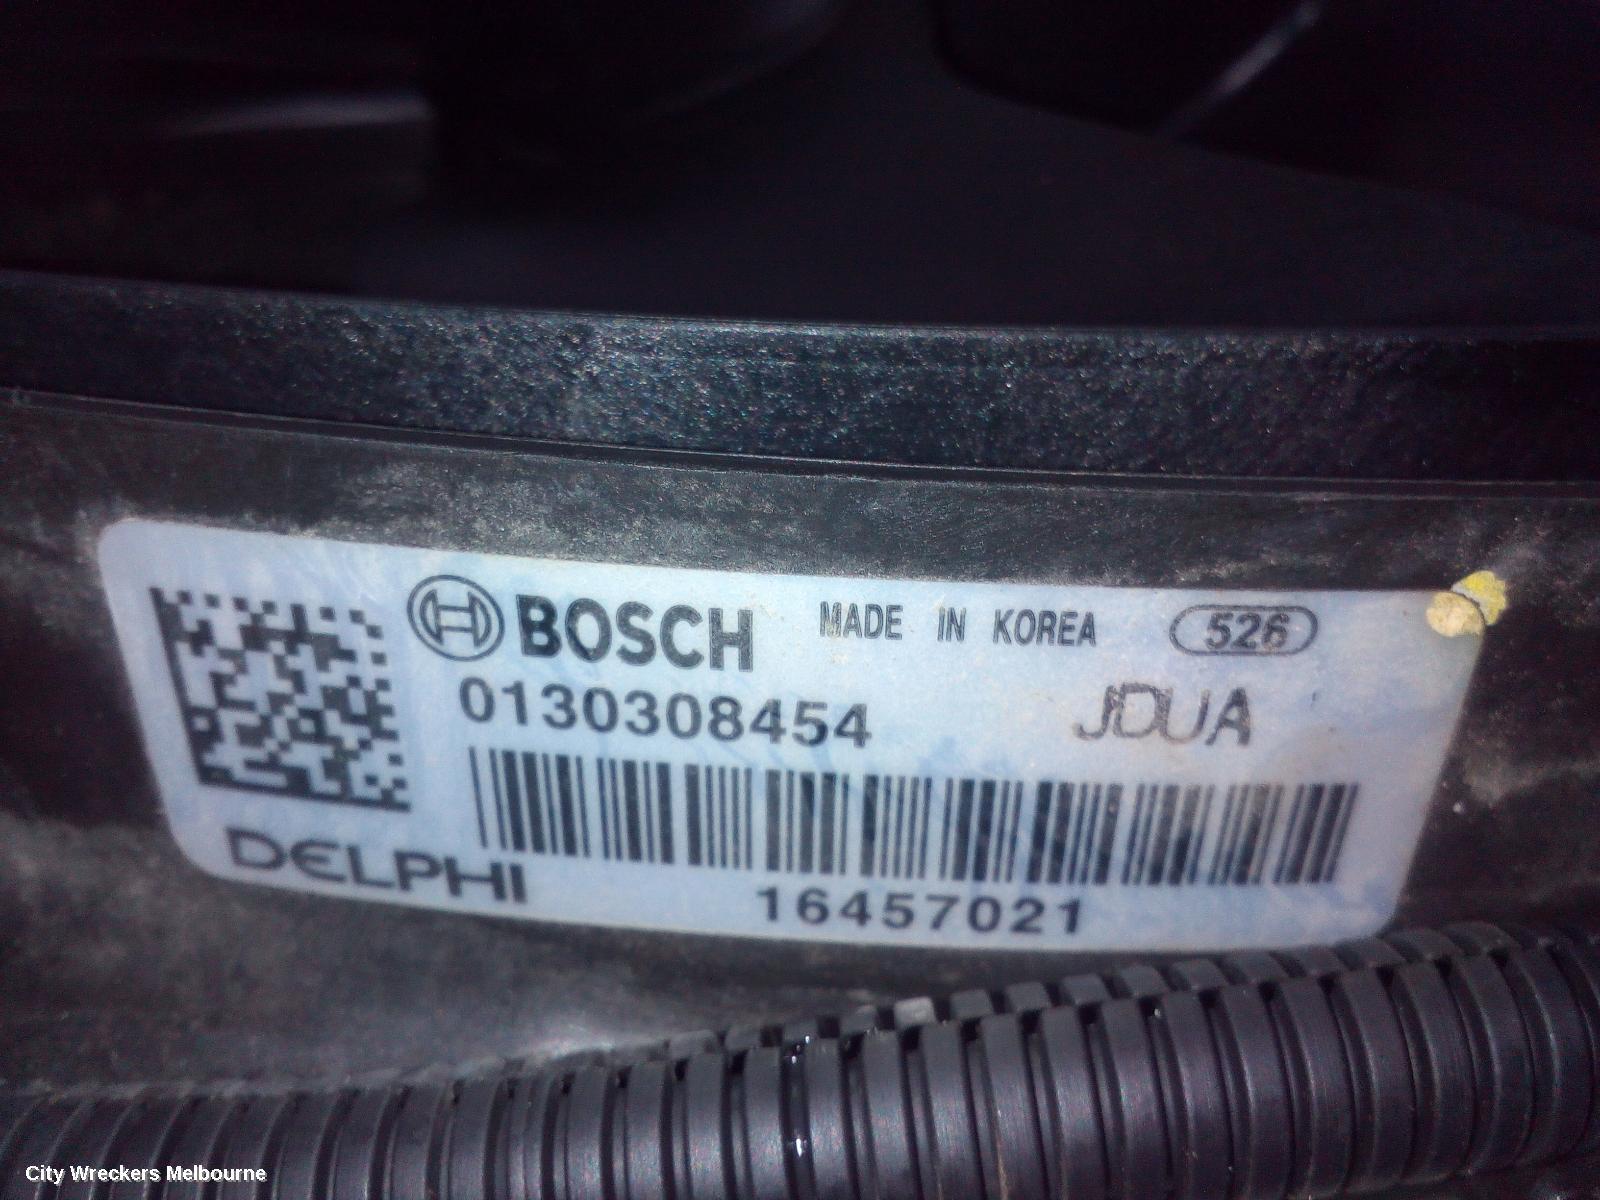 BOSCH MADE IN KOREA 526
0130308454 JDUA
DELPHI
16457021
City Wreckers Melbourne